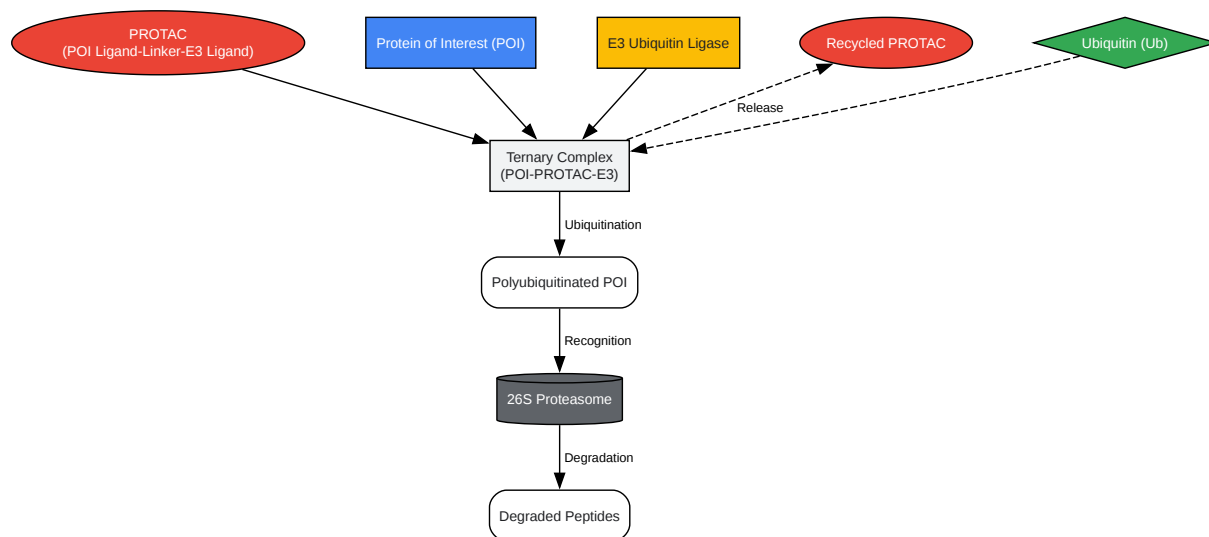 PROTAC
(POI Ligand-Linker-E3 Ligand)
Protein of Interest (POI)
E3 Ubiquitin Ligase
Recycled PROTAC
Ubiquitin (Ub)
Release
Ternary Complex
(POI-PROTAC-E3)
Ubiquitination
Polyubiquitinated POI
Recognition
26S Proteasome
Degradation
Degraded Peptides